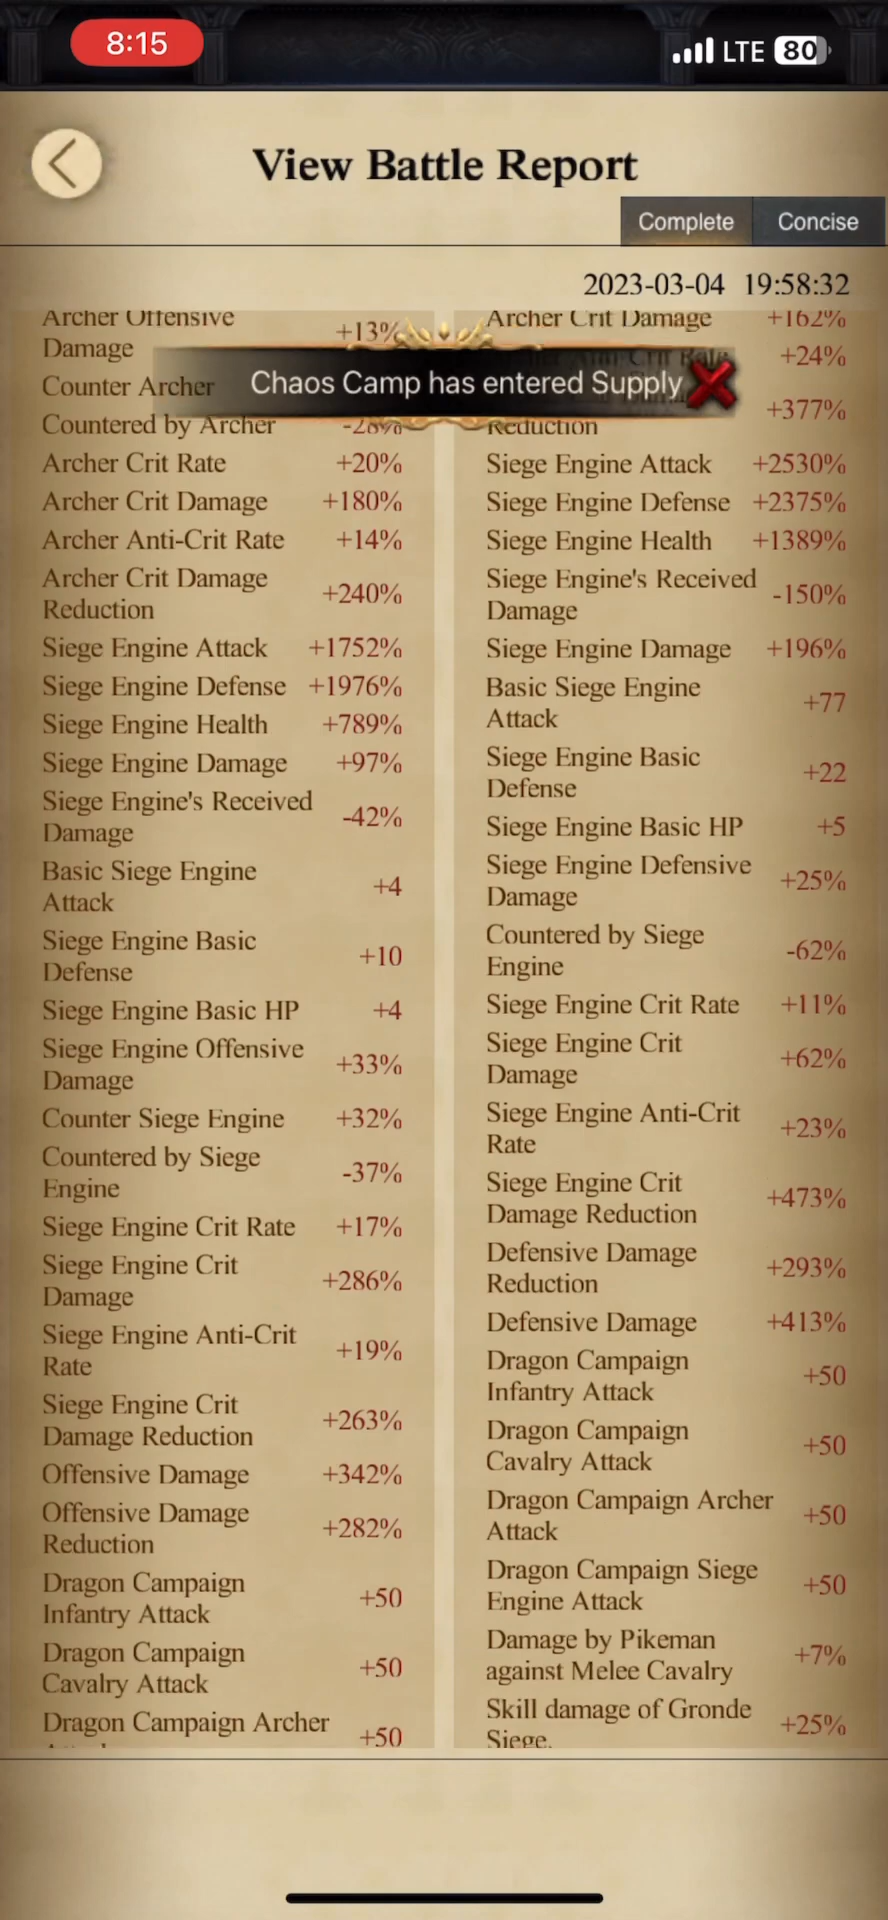 8:15
LTE 80
View Battle Report
Complete
Concise
2023-03-04 19:58:32
Archer Offensive
Damage
+13%
Counter Archer
Countered by Archer -28%
Archer Crit Rate +20%
Archer Crit Damage +180%
Archer Anti-Crit Rate +14%
Archer Crit Damage
Reduction
+240%
Siege Engine Attack +1752%
Siege Engine Defense +1976%
Siege Engine Health +789%
Siege Engine Damage +97%
Siege Engine's Received
Damage
-42%
Basic Siege Engine
Attack
+4
Siege Engine Basic
Defense
+10
Siege Engine Basic HP +4
Siege Engine Offensive
Damage
+33%
Counter Siege Engine +32%
Countered by Siege
Engine
-37%
Siege Engine Crit Rate +17%
Siege Engine Crit
Damage
+286%
Siege Engine Anti-Crit
Rate
+19%
Siege Engine Crit
Damage Reduction
+263%
Offensive Damage +342%
Offensive Damage
Reduction
+282%
Dragon Campaign
Infantry Attack
+50
Dragon Campaign
Cavalry Attack
+50
Dragon Campaign Archer
+50
Archer Crit Damage +162%
Archer Anti-Crit Rate +24%
+377%
Reduction
Chaos Camp has entered Supply
Siege Engine Attack +2530%
Siege Engine Defense +2375%
Siege Engine Health +1389%
Siege Engine's Received
Damage
-150%
Siege Engine Damage +196%
Basic Siege Engine
Attack
+77
Siege Engine Basic
Defense
+22
Siege Engine Basic HP +5
Siege Engine Defensive
Damage
+25%
Countered by Siege
Engine
-62%
Siege Engine Crit Rate +11%
Siege Engine Crit
Damage
+62%
Siege Engine Anti-Crit
Rate
+23%
Siege Engine Crit
Damage Reduction
+473%
Defensive Damage
Reduction
+293%
Defensive Damage +413%
Dragon Campaign
Infantry Attack
+50
Dragon Campaign
Cavalry Attack
+50
Dragon Campaign Archer
Attack
+50
Dragon Campaign Siege
Engine Attack
+50
Damage by Pikeman
against Melee Cavalry
+7%
Skill damage of Gronde
Siege.
+25%